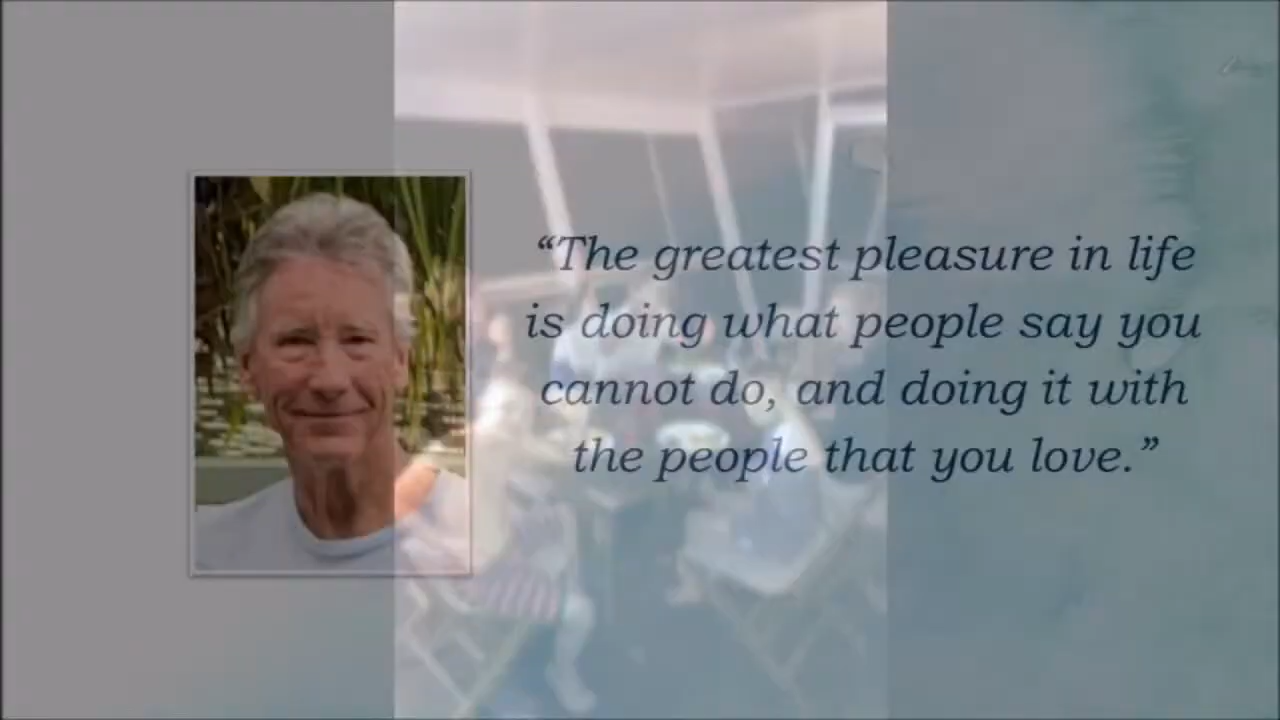 “The greatest pleasure in life
is doing what people say you
cannot do, and doing it with
the people that you love.”